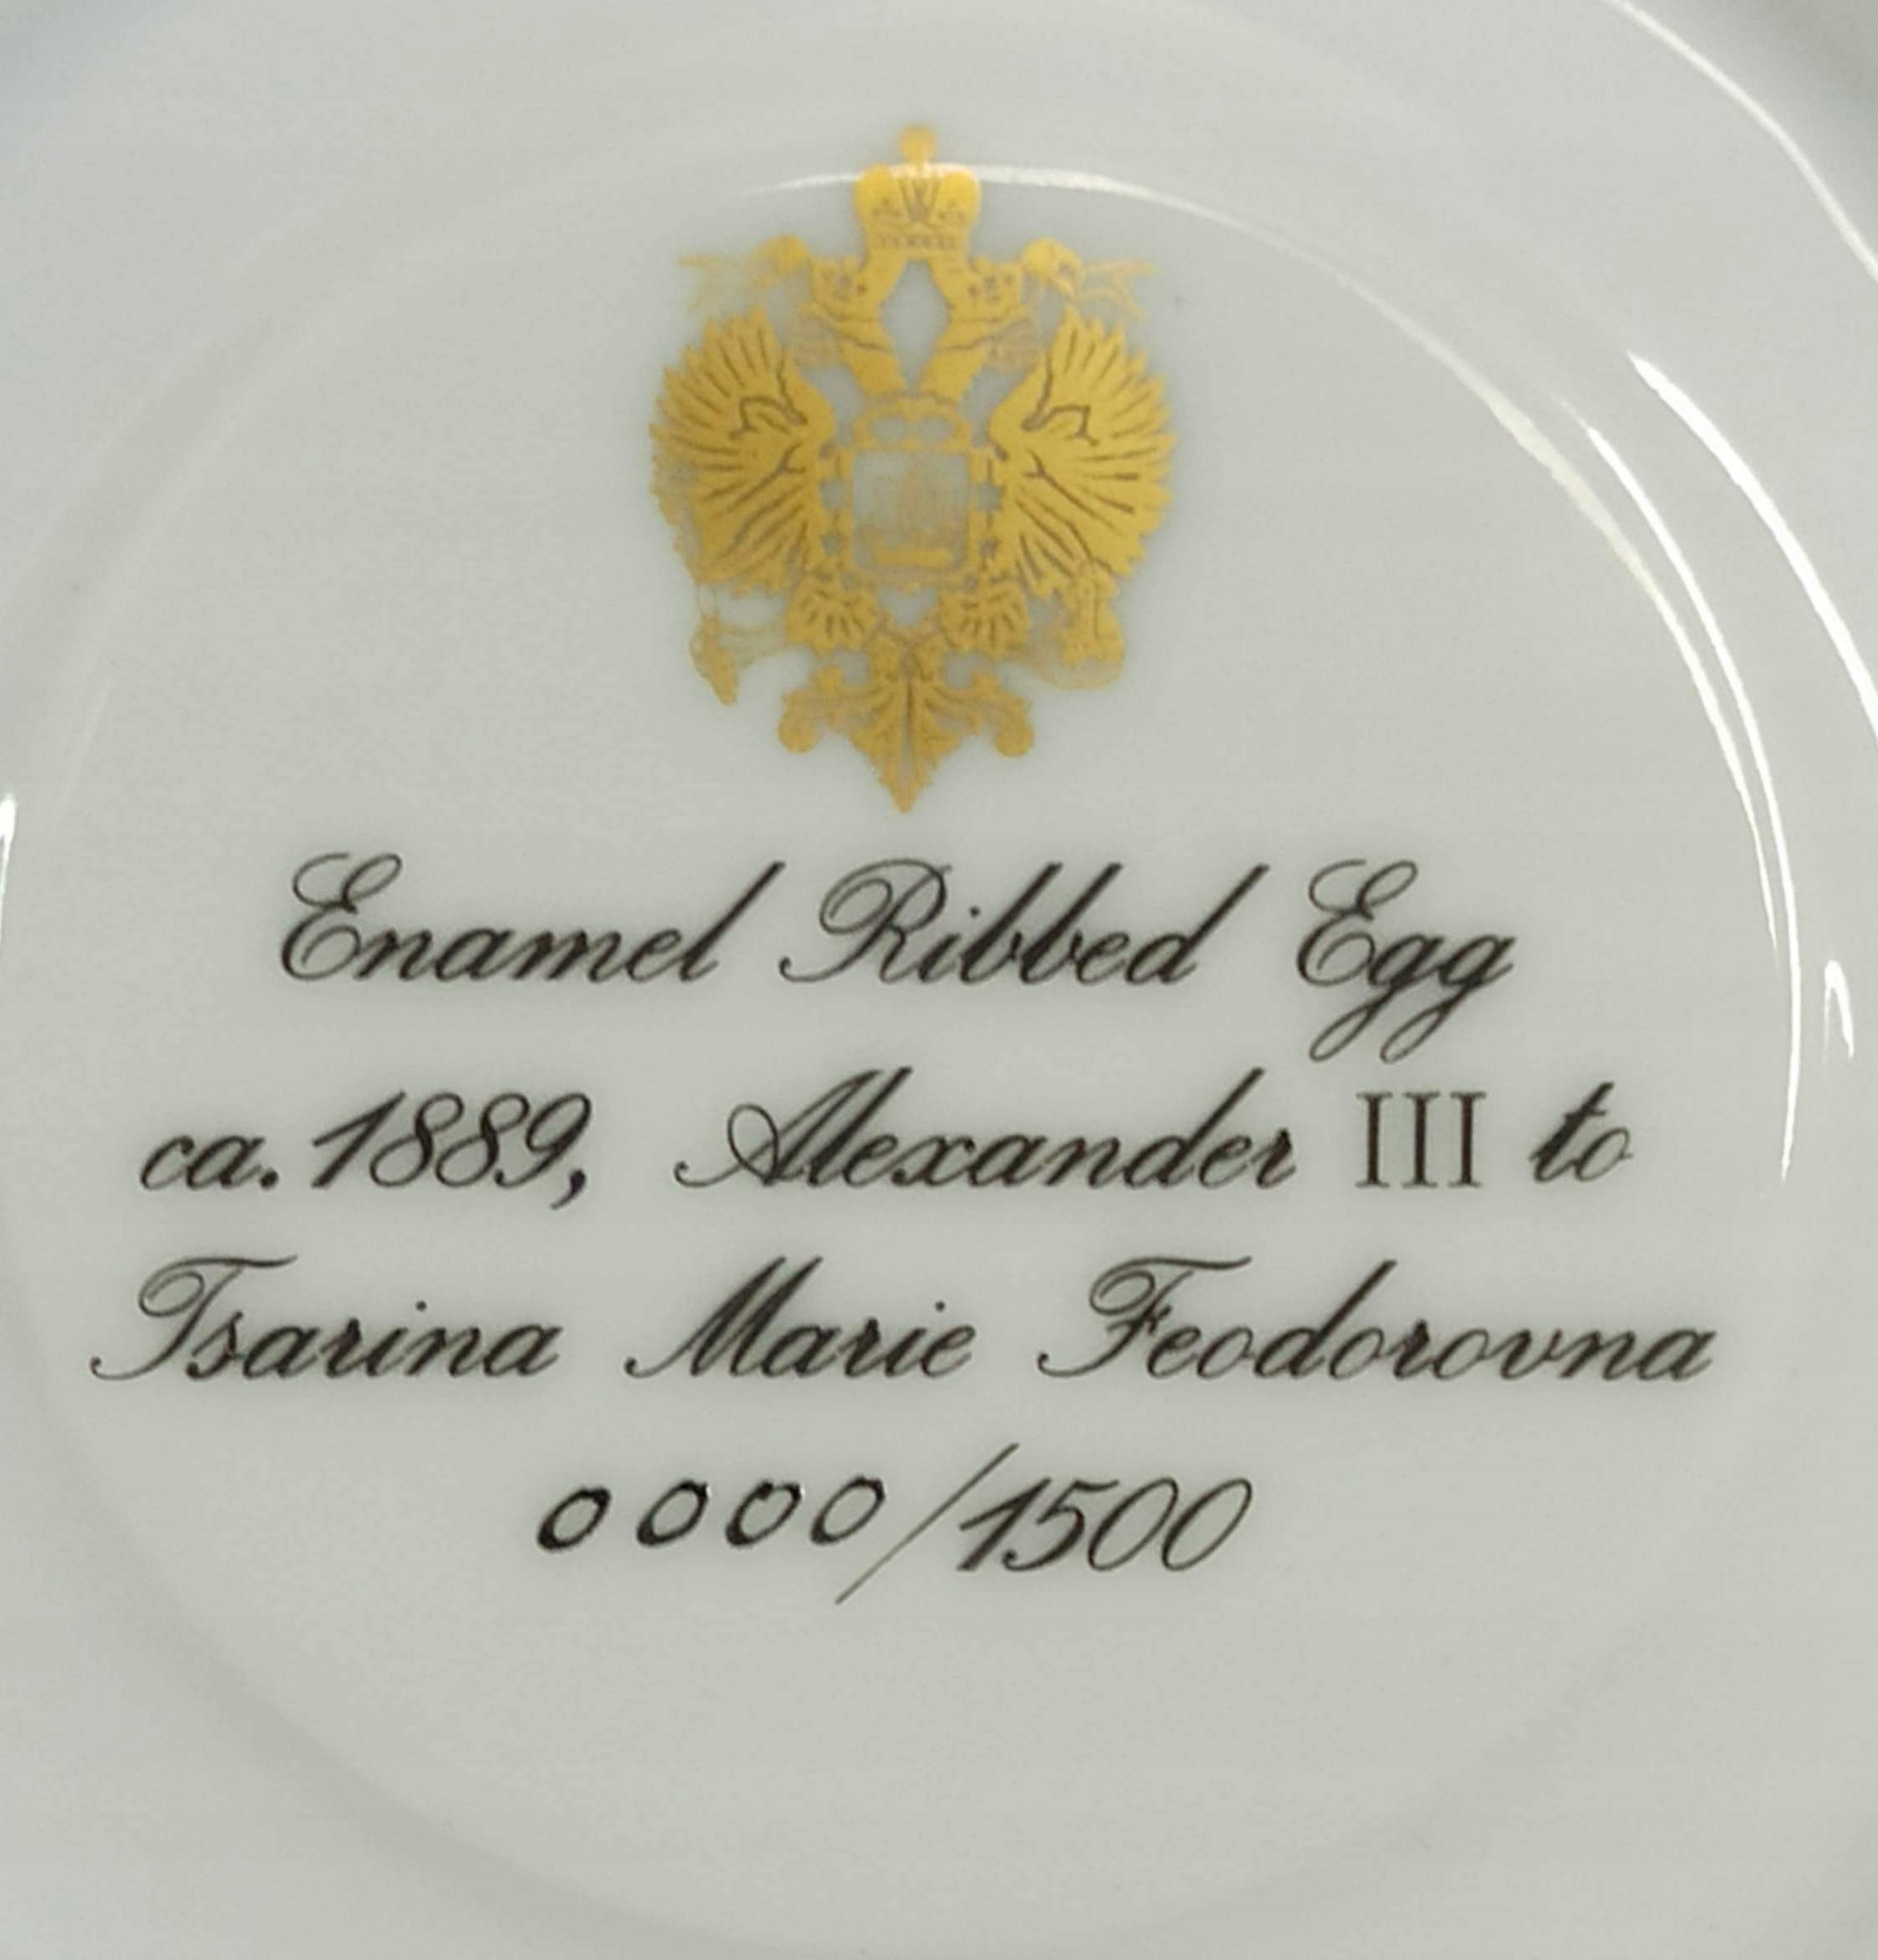 Enamel Ribbed Egg
ca. 1889, Alexander III to
Tsarina Marie Feodorovna
0000/1500